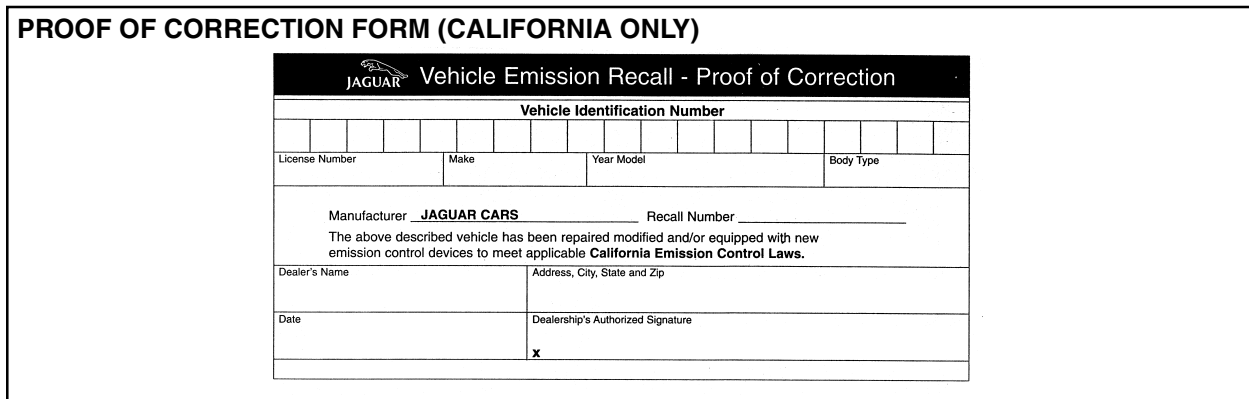 PROOF OF CORRECTION FORM (CALIFORNIA ONLY)
JAGUAR Vehicle Emission Recall - Proof of Correction
Vehicle Identification Number
License Number Make Year Model Body Type
Manufacturer JAGUAR CARS Recall Number
The above described vehicle has been repaired modified and/or equipped with new
emission control devices to meet applicable California Emission Control Laws.
Dealer's Name Address, City, State and Zip
Date Dealership's Authorized Signature
x